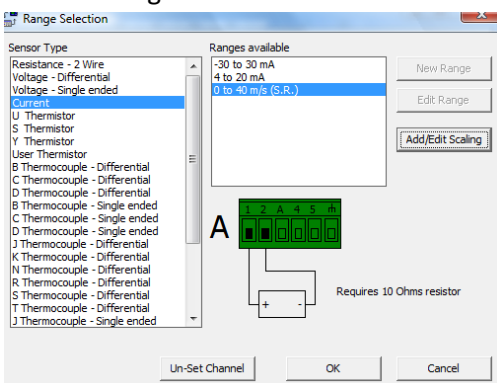 Range Selection
Sensor Type
Resistance - 2 Wire
Voltage - Differential
Voltage - Single ended
Current
U Thermistor
S Thermistor
Y Thermistor
User Thermistor
B Thermocouple - Differential
C Thermocouple - Differential
D Thermocouple - Differential
B Thermocouple - Single ended
C Thermocouple - Single ended
D Thermocouple - Single ended
J Thermocouple - Differential
K Thermocouple - Differential
N Thermocouple - Differential
R Thermocouple - Differential
S Thermocouple - Differential
T Thermocouple - Differential
J Thermocouple - Single ended
Ranges available
-30 to 30 mA
4 to 20 mA
0 to 40 m/s (S.R.)
New Range
Edit Range
Add/Edit Scaling
1 2 A 4 5
A
+ -
Requires 10 Ohms resistor
Un-Set Channel
OK
Cancel